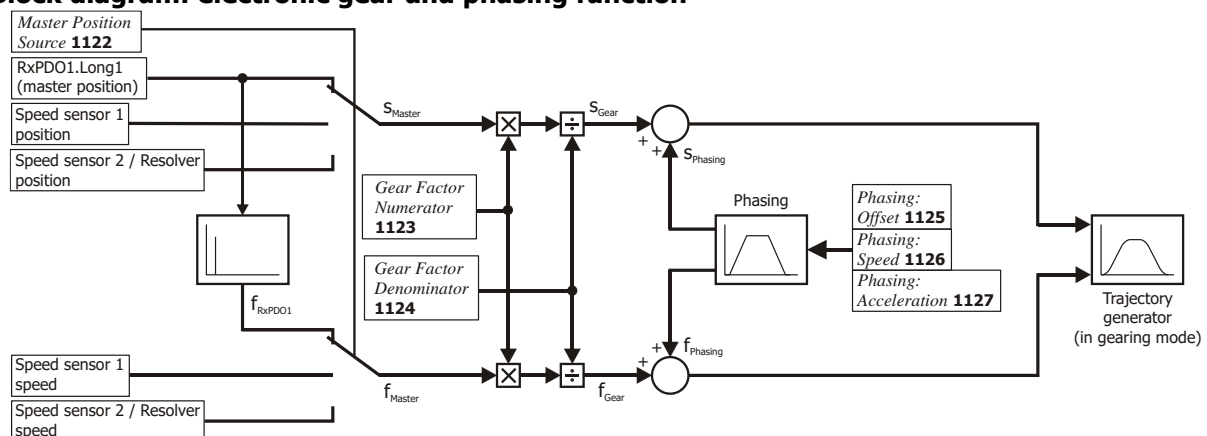 block diagram: Electronic gear and phasing function
Master Position
Source 1122
RxPDO1.Long1
(master position)
Speed sensor 1
position
Speed sensor 2 / Resolver
position
sMaster
×
÷
sGear
+
+
sPhasing
Gear Factor
Numerator
1123
Gear Factor
Denominator
1124
Phasing
Phasing:
Offset 1125
Phasing:
Speed 1126
Phasing:
Acceleration 1127
Trajectory
generator
(in gearing mode)
fRxPDO1
Speed sensor 1
speed
Speed sensor 2 / Resolver
speed
fMaster
×
÷
fGear
+
+
fPhasing